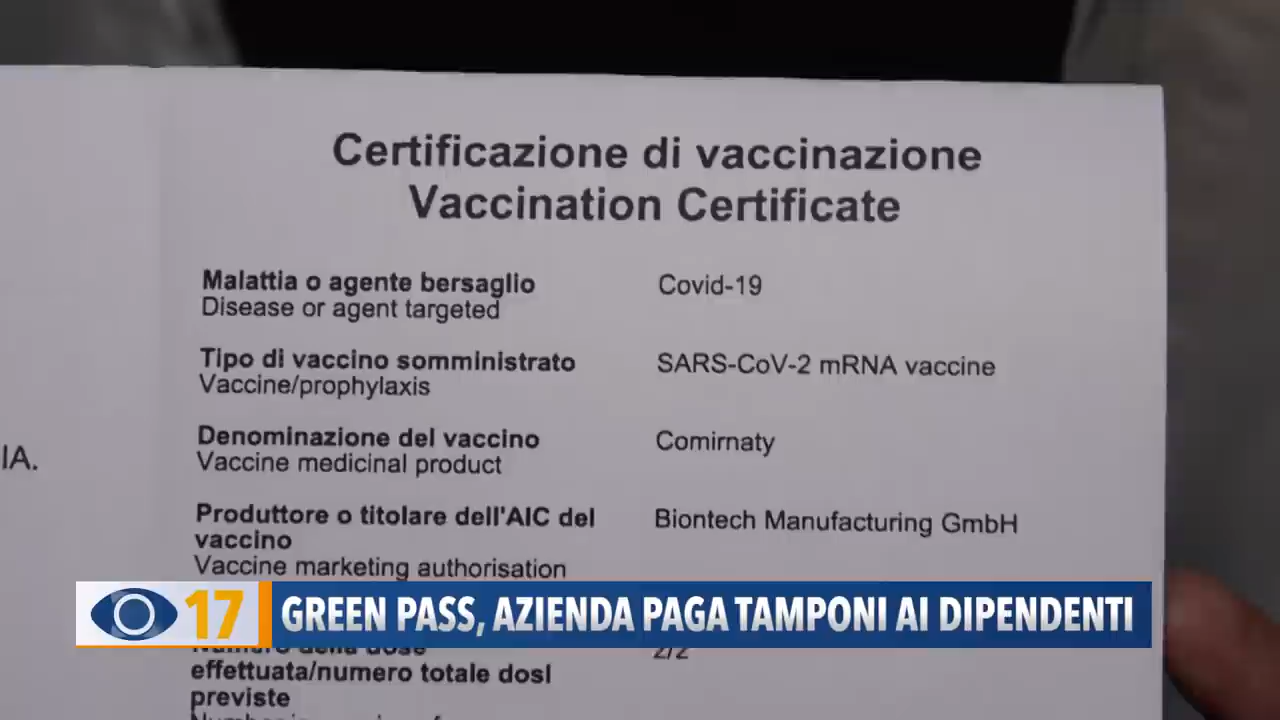 Certificazione di vaccinazione
Vaccination Certificate
Malattia o agente bersaglio Covid-19
Disease or agent targeted
Tipo di vaccino somministrato SARS-CoV-2 mRNA vaccine
Vaccine/prophylaxis
Denominazione del vaccino Comirnaty
Vaccine medicinal product
IA.
Produttore o titolare dell'AIC del Biontech Manufacturing GmbH
vaccino
Vaccine marketing authorisation
17 GREEN PASS, AZIENDA PAGA TAMPONI AI DIPENDENTI
Numero della dose 2/2
effettuata/numero totale dosI
previste